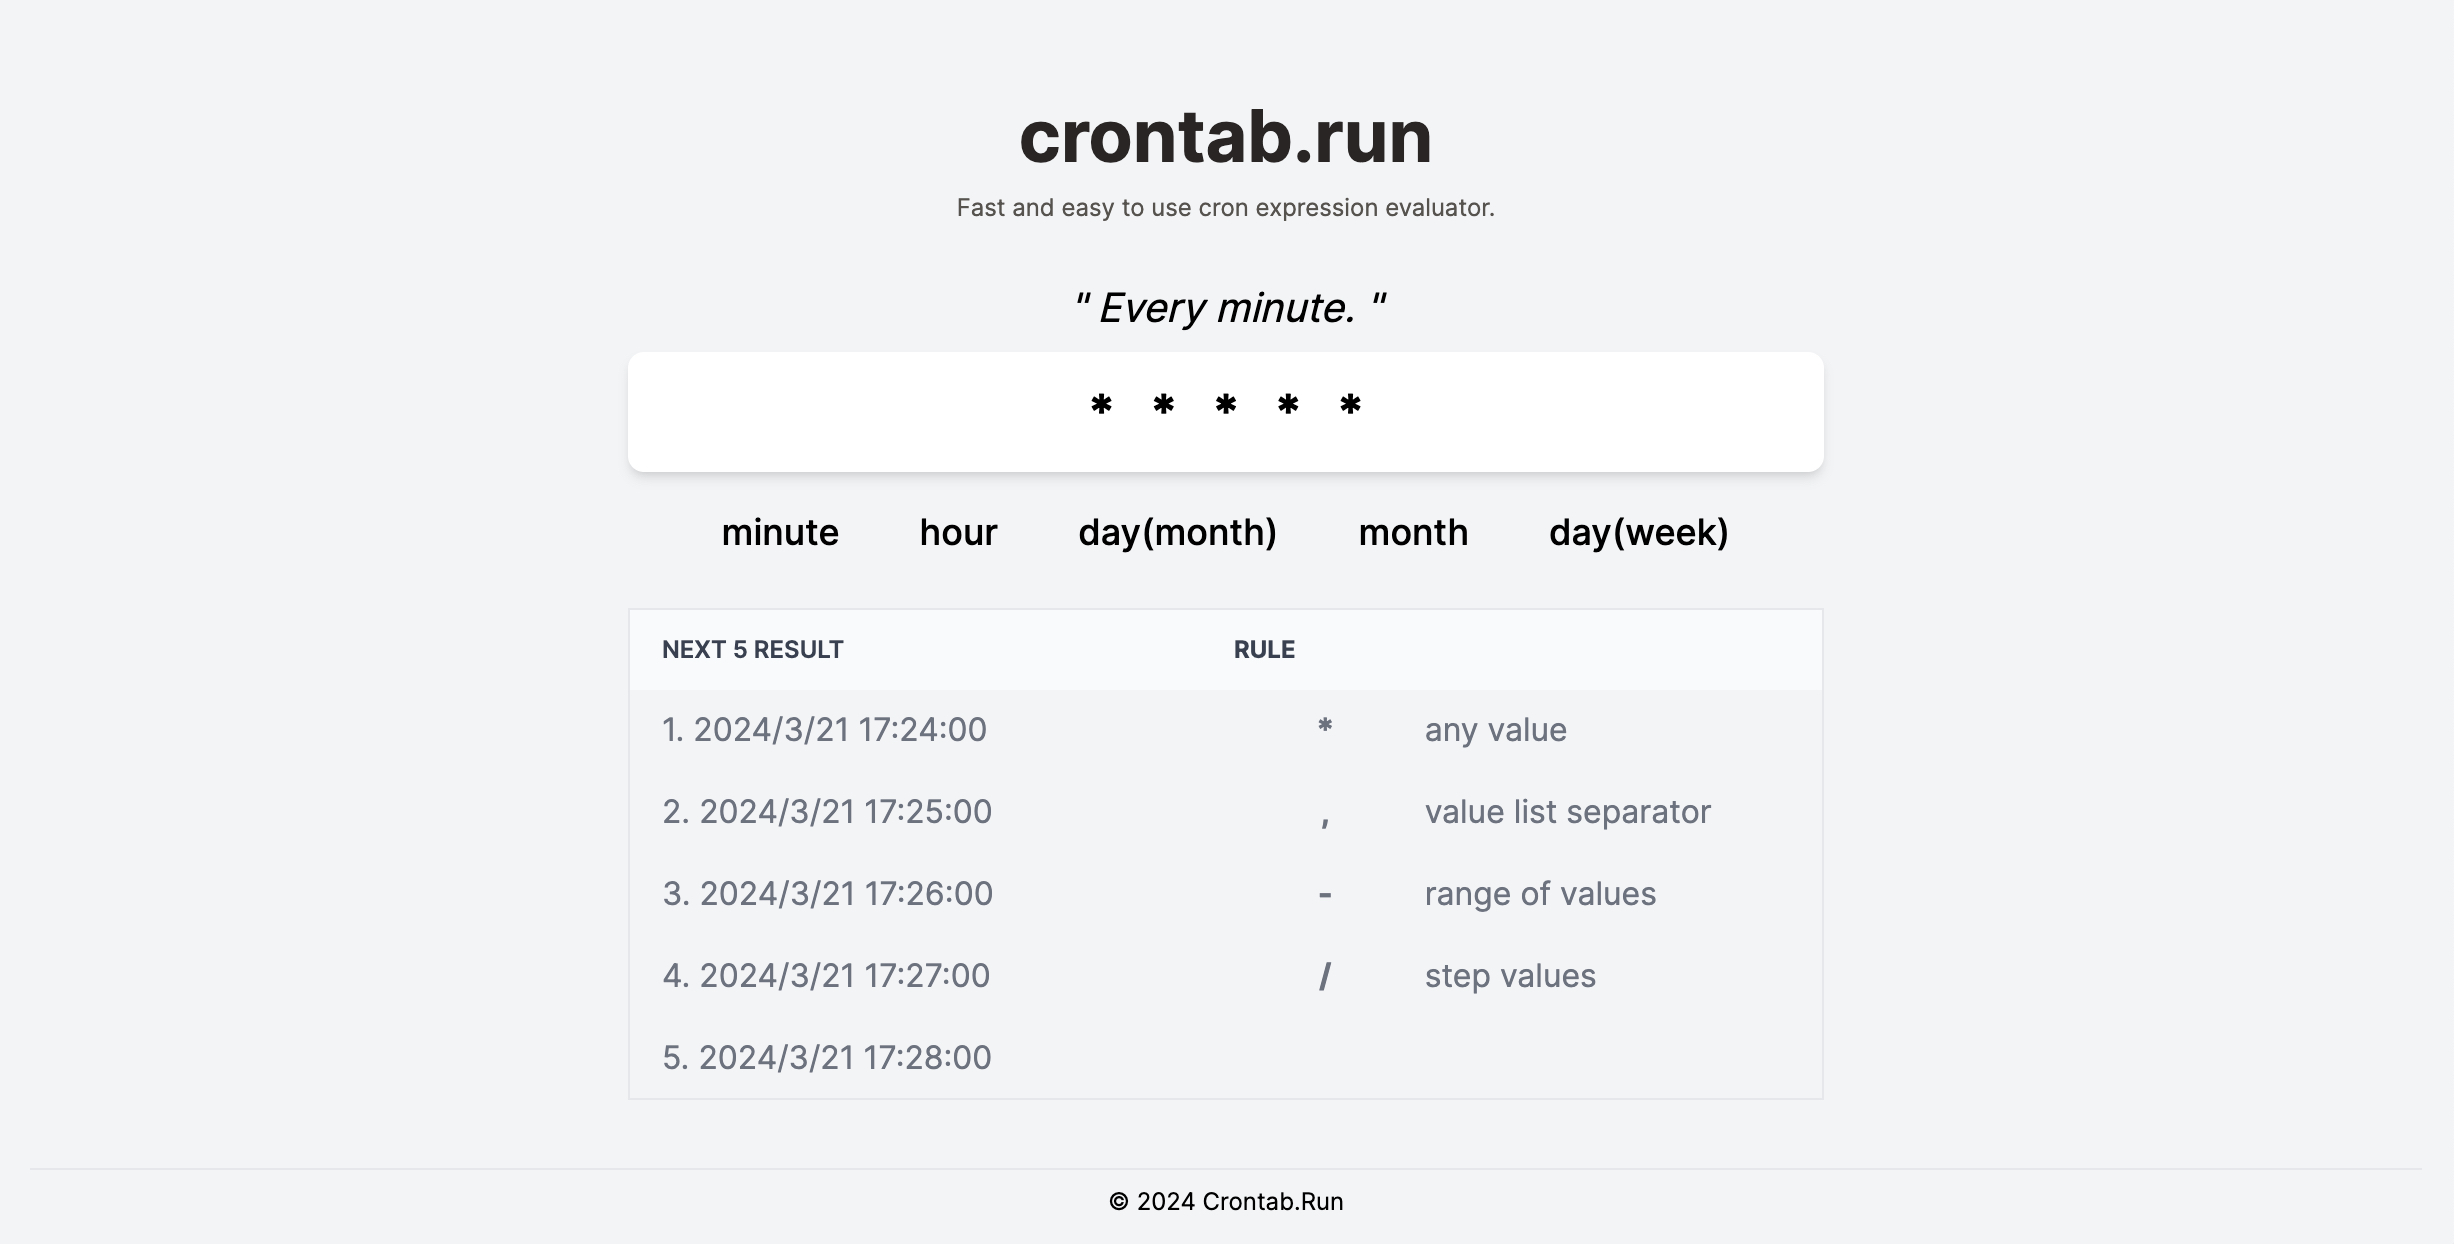 crontab.run
Fast and easy to use cron expression evaluator.
" Every minute. "
* * * * *
minute hour day(month) month day(week)
NEXT 5 RESULT RULE
1. 2024/3/21 17:24:00 * any value
2. 2024/3/21 17:25:00 , value list separator
3. 2024/3/21 17:26:00 - range of values
4. 2024/3/21 17:27:00 / step values
5. 2024/3/21 17:28:00
© 2024 Crontab.Run